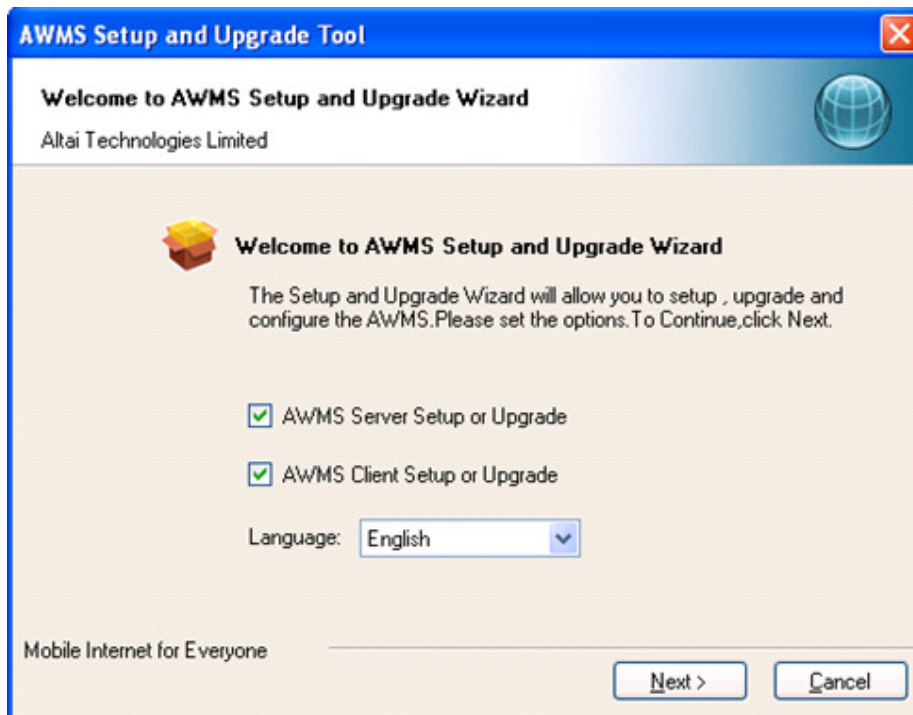 AWMS Setup and Upgrade Tool
Welcome to AWMS Setup and Upgrade Wizard
Altai Technologies Limited
Welcome to AWMS Setup and Upgrade Wizard
The Setup and Upgrade Wizard will allow you to setup , upgrade and
configure the AWMS.Please set the options.To Continue,click Next.
AWMS Server Setup or Upgrade
AWMS Client Setup or Upgrade
Language: English
Mobile Internet for Everyone
Next > Cancel